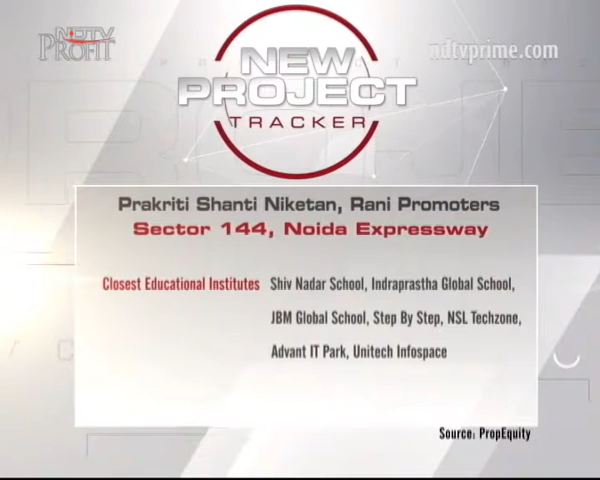 NDTV
PROFIT
ndtvprime.com
NEW
PROJECT
TRACKER
Prakriti Shanti Niketan, Rani Promoters
Sector 144, Noida Expressway
Closest Educational Institutes Shiv Nadar School, Indraprastha Global School,
JBM Global School, Step By Step, NSL Techzone,
Advant IT Park, Unitech Infospace
Source: PropEquity